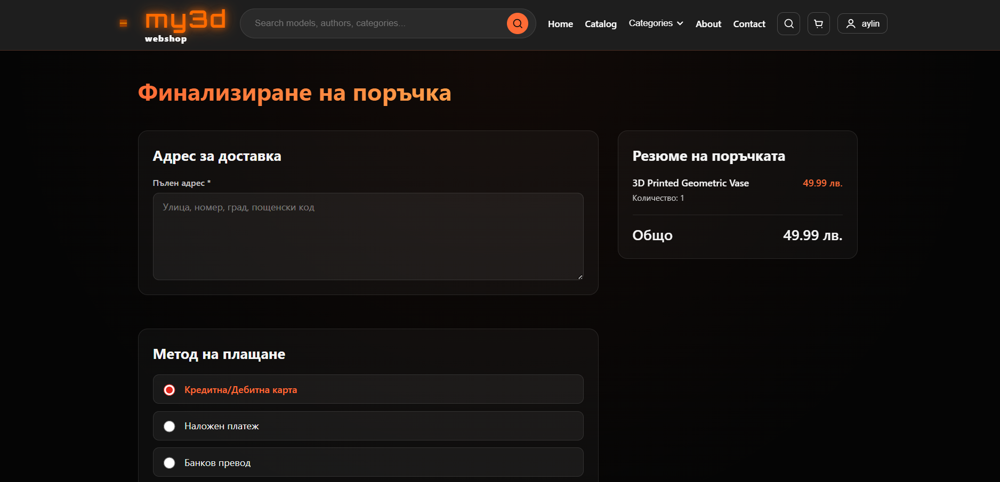 my3d
webshop
Search models, authors, categories...
Home
Catalog
Categories
About
Contact
aylin
Финализиране на поръчка
Адрес за доставка
Пълен адрес *
Улица, номер, град, пощенски код
Резюме на поръчката
3D Printed Geometric Vase 49.99 лв.
Количество: 1
Общо 49.99 лв.
Метод на плащане
Кредитна/Дебитна карта
Наложен платеж
Банков превод